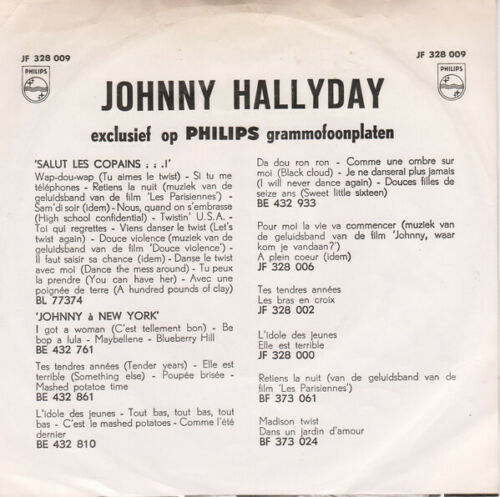 JF 328 009
JF 328 009
PHILIPS
PHILIPS
JOHNNY HALLYDAY
exclusief op PHILIPS grammofoonplaten
'SALUT LES COPAINS : . .!'
Wap-dou-wap (Tu aimes le twist) - Si tu me
téléphones - Retiens la nuit (muziek van de
geluidsband van de film 'Les Parisiennes') -
Sam'di soir (idem) - Nous, quand on s'embrasse
(High school confidential) - Twistin' U.S.A. -
Toi qui regrettes - Viens danser le twist (Let's
twist again) - Douce violence (muziek van de
geluidsband van de film 'Douce violence') -
Il faut saisir sa chance (idem) - Danse le twist
avec moi (Dance the mess around) - Tu peux
la prendre (You can have her) - Avec une
poignée de terre (A hundred pounds of clay)
BL 77374
'JOHNNY à NEW YORK'
I got a woman (C'est tellement bon) - Be
bop a lula - Maybellene - Blueberry Hill
BE 432 761
Tes tendres années (Tender years) - Elle est
terrible (Something else) - Poupée brisée -
Mashed potatoe time
BE 432 861
L'idole des jeunes - Tout bas, tout bas, tout
bas - C'est le mashed potatoes - Comme l'été
dernier
BE 432 810
Da dou ron ron - Comme une ombre sur
moi (Black cloud) - Je ne danserai plus jamais
(I will never dance again) - Douces filles de
seize ans (Sweet little sixteen)
BE 432 933
Pour moi la vie va commencer (muziek van
de geluidsband van de film 'Johnny, waar
kom je vandaan?')
A plein coeur (idem)
JF 328 006
Tes tendres années
Les bras en croix
JF 328 002
L'idole des jeunes
Elle est terrible
JF 328 000
Retiens la nuit (van de geluidsband van de
film 'Les Parisiennes')
BF 373 061
Madison twist
Dans un jardin d'amour
BF 373 024